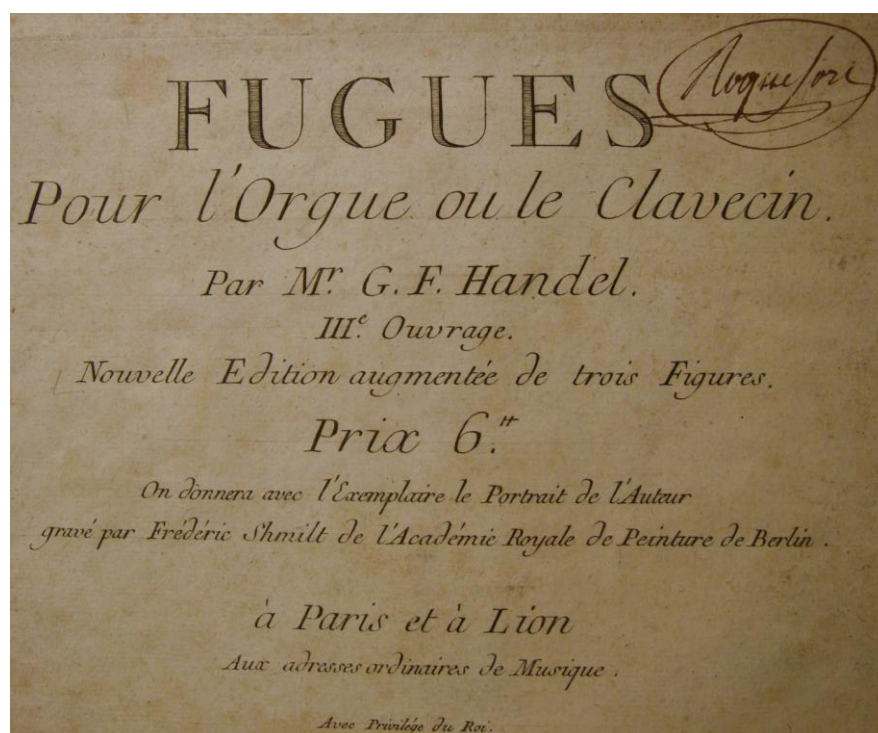 FUGUES
Pour l'Orgue ou le Clavecin.
Par Mr. G. F. Handel.
IIIe. Ouvrage.
Nouvelle Edition augmentée de trois Figures.
Prix 6.tt
On donnera avec l'Exemplaire le Portrait de l'Auteur
gravé par Fréderic Shmilt de l'Académie Royale de Peinture de Berlin.
à Paris et à Lion
Aux adresses ordinaires de Musique.
Avec Privilége du Roi.